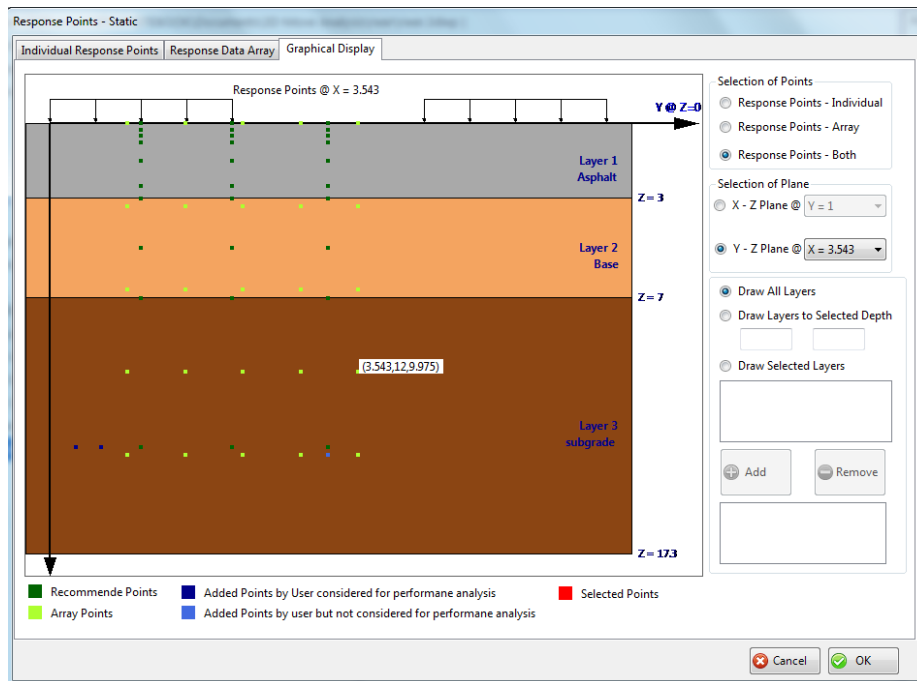 Response Points - Static
Individual Response Points
Response Data Array
Graphical Display
Response Points @ X = 3.543
Y @ Z=0
Layer 1
Asphalt
Z = 3
Layer 2
Base
Z = 7
(3.543,12,9.975)
Layer 3
subgrade
Z = 17.3
Recommende Points
Added Points by User considered for performane analysis
Selected Points
Array Points
Added Points by user but not considered for performane analysis
Selection of Points
Response Points - Individual
Response Points - Array
Response Points - Both
Selection of Plane
X - Z Plane @ Y = 1
Y - Z Plane @ X = 3.543
Draw All Layers
Draw Layers to Selected Depth
Draw Selected Layers
Add
Remove
Cancel
OK